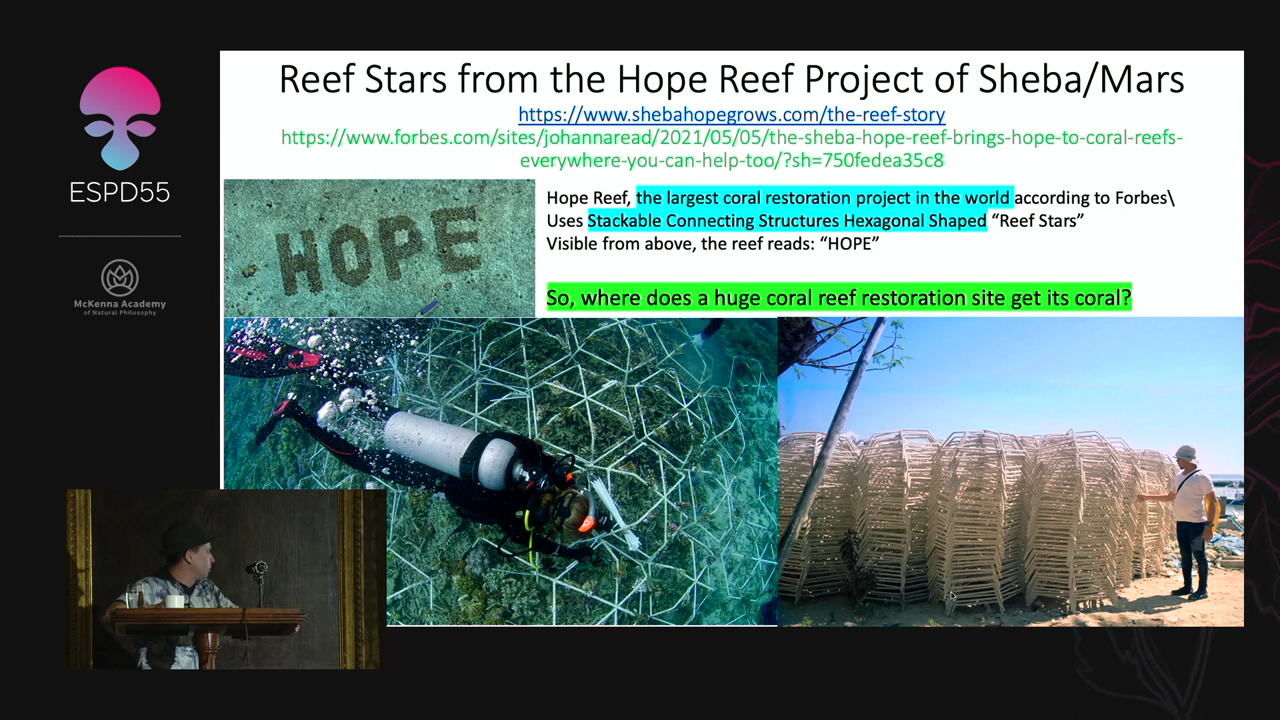 ESPD55
McKenna Academy
of Natural Philosophy
Reef Stars from the Hope Reef Project of Sheba/Mars
https://www.shebahopegrows.com/the-reef-story
https://www.forbes.com/sites/johannaread/2021/05/05/the-sheba-hope-reef-brings-hope-to-coral-reefs-
everywhere-you-can-help-too/?sh=750fedea35c8
HOPE
Hope Reef, the largest coral restoration project in the world according to Forbes\
Uses Stackable Connecting Structures Hexagonal Shaped “Reef Stars”
Visible from above, the reef reads: “HOPE”
So, where does a huge coral reef restoration site get its coral?